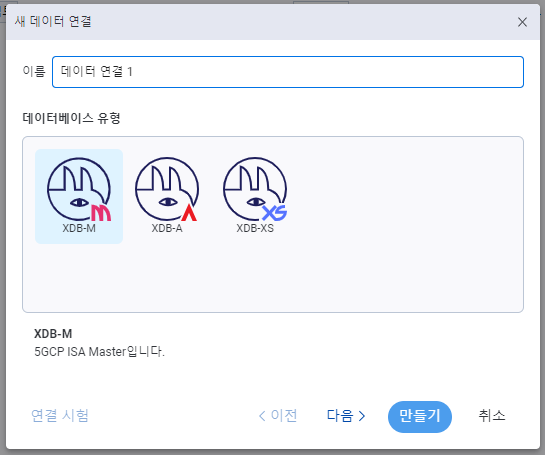 새 데이터 연결
이름 데이터 연결 1
데이터베이스 유형
XDB-M XDB-A XDB-XS
XDB-M
5GCP ISA Master입니다.
연결 시험 이전 다음 만들기 취소